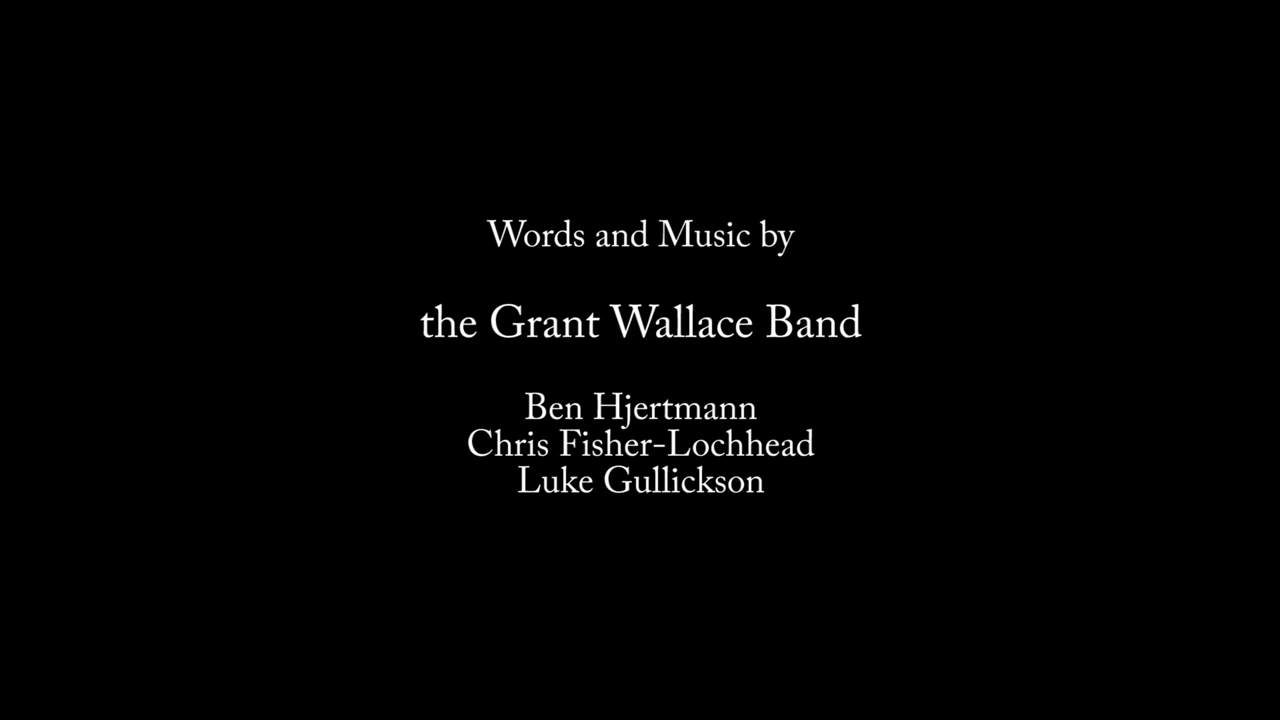 Words and Music by
the Grant Wallace Band
Ben Hjertmann
Chris Fisher-Lochhead
Luke Gullickson